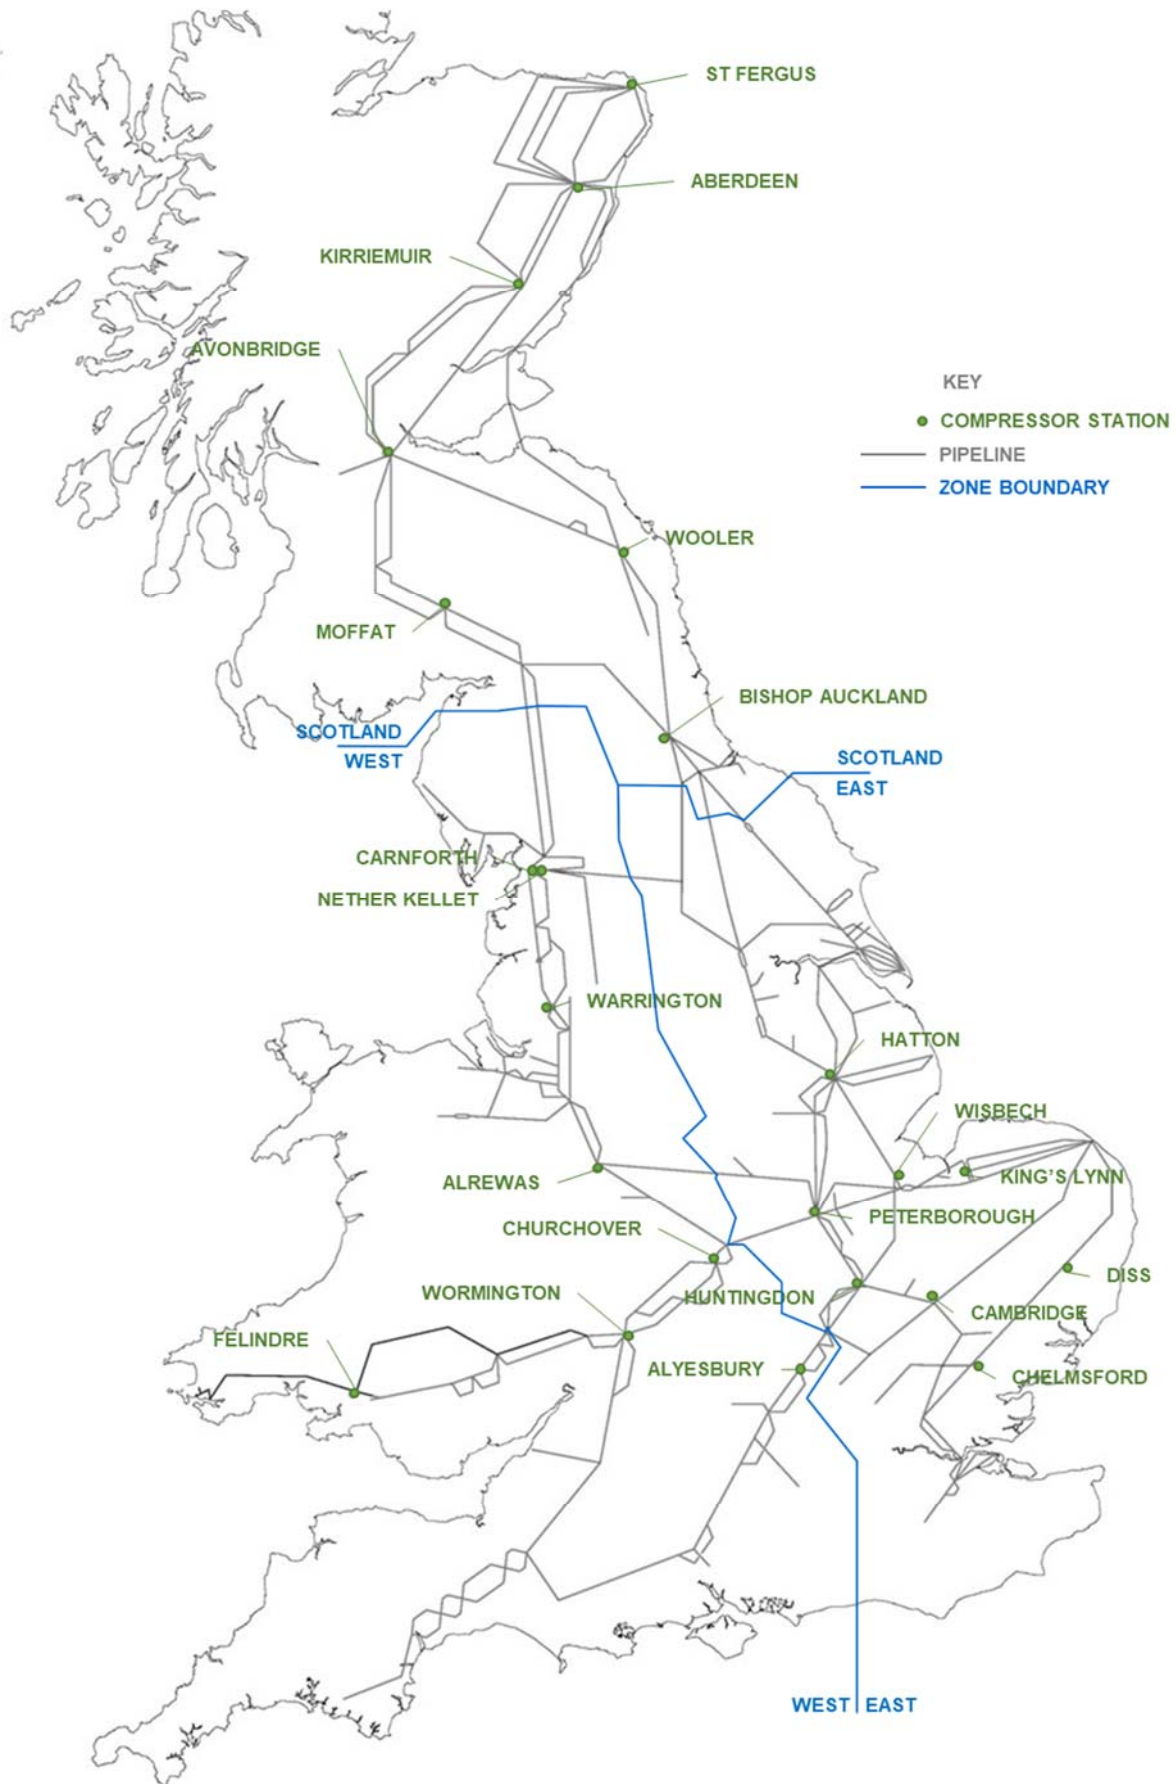 ST FERGUS
ABERDEEN
KIRRIEMUIR
AVONBRIDGE
KEY
COMPRESSOR STATION
PIPELINE
ZONE BOUNDARY
WOOLER
MOFFAT
BISHOP AUCKLAND
SCOTLAND
WEST
SCOTLAND
EAST
CARNFORTH
NETHER KELLET
WARRINGTON
HATTON
WISBECH
KING'S LYNN
ALREWAS
PETERBOROUGH
CHURCHOVER
DISS
WORMINGTON
HUNTINGDON
CAMBRIDGE
FELINDRE
ALYESBURY
CHELMSFORD
WEST EAST